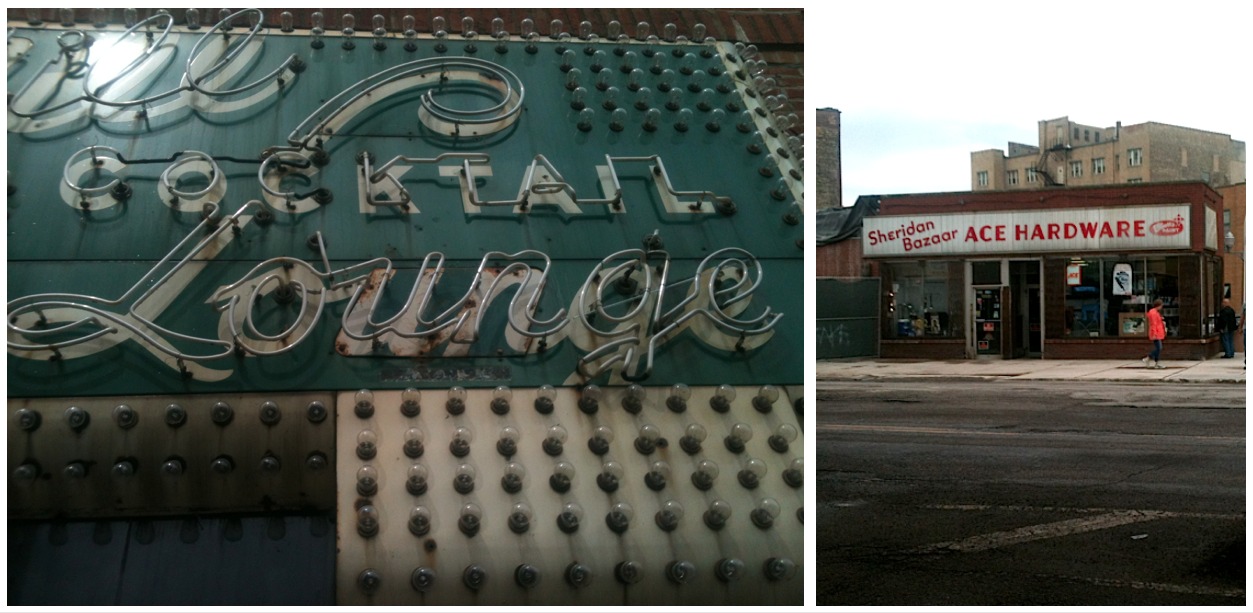 COCKTAIL
Lounge
Sheridan
Bazaar
ACE HARDWARE